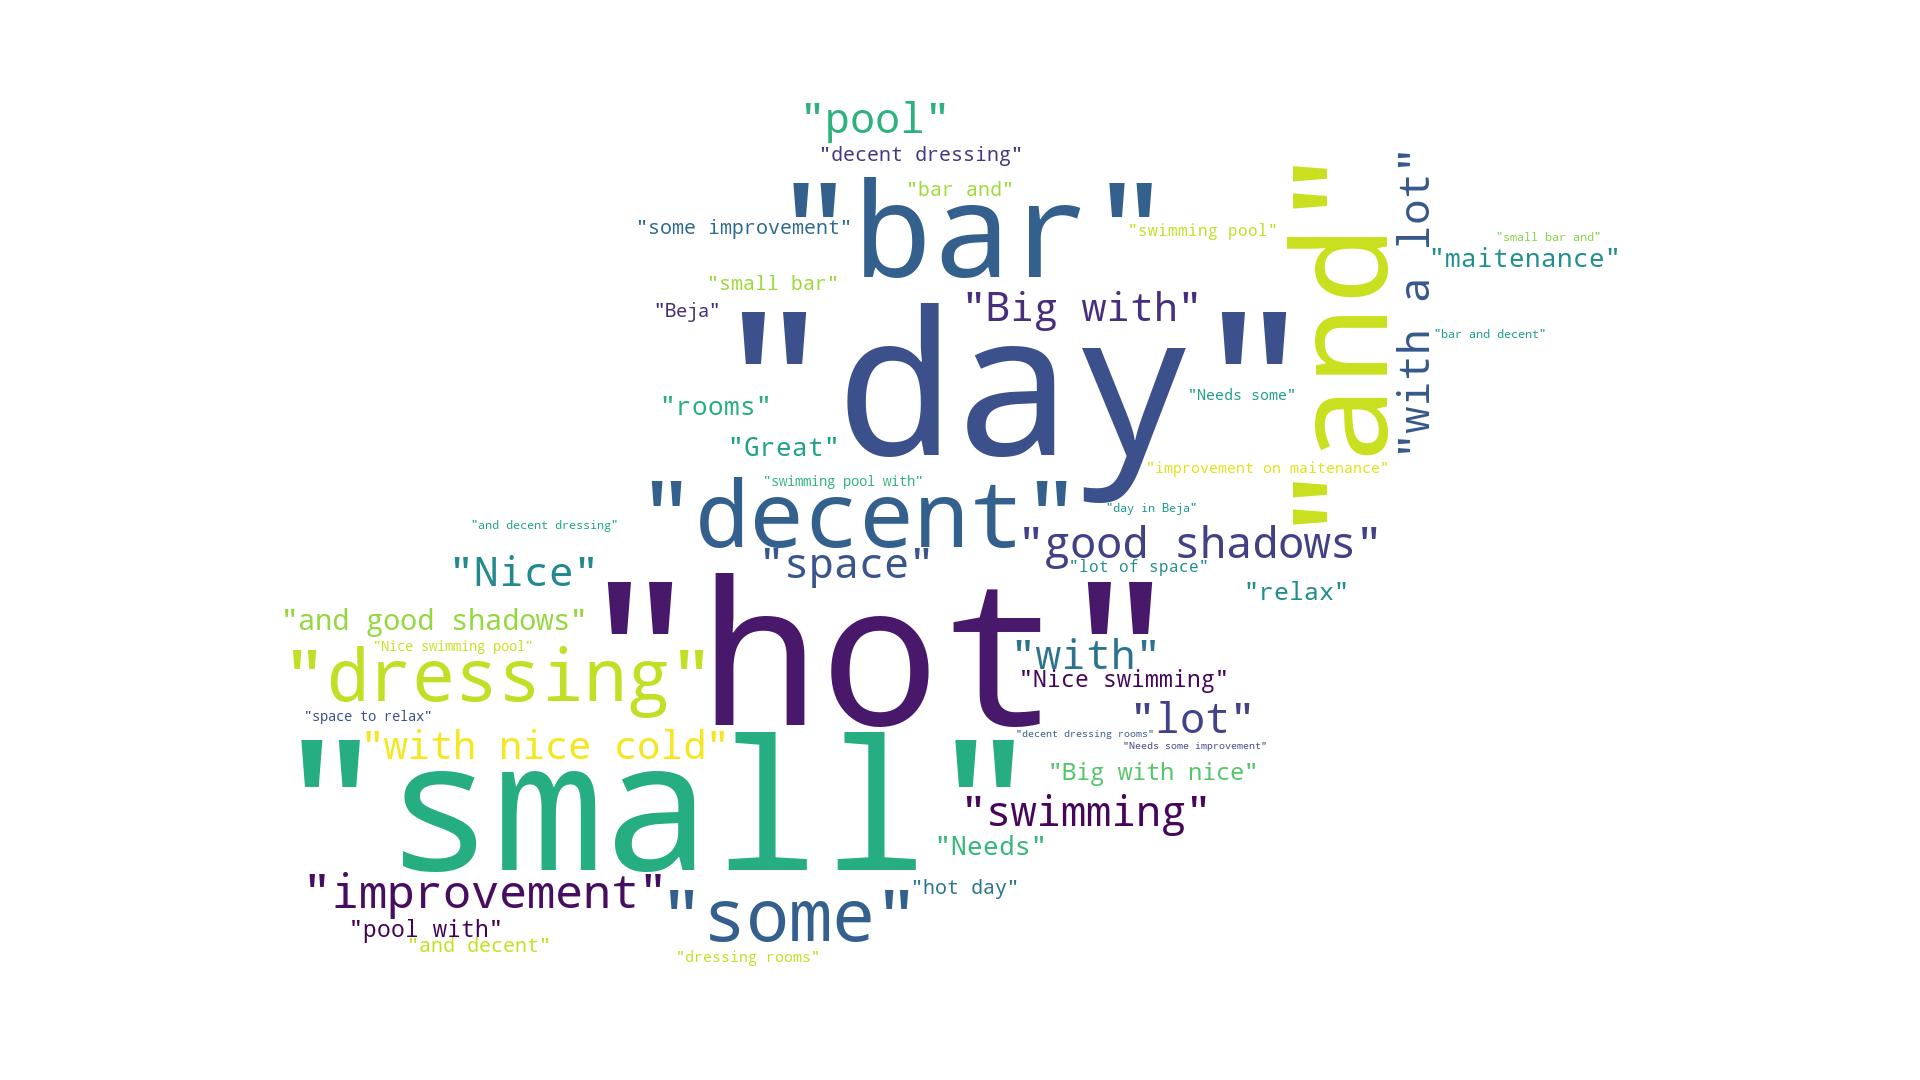 "pool"
"decent dressing"
"bar and"
"bar"
"some improvement"
"swimming pool"
"and"
"with a lot"
"small bar and"
"maitenance"
"small bar"
"Beja"
"Big with"
"day"
"bar and decent"
"Needs some"
"rooms"
"Great"
"improvement on maitenance"
"swimming pool with"
"decent"
"day in Beja"
"and decent dressing"
"good shadows"
"space"
"Nice"
"lot of space"
"relax"
"hot"
"and good shadows"
"Nice swimming pool"
"with"
"dressing"
"Nice swimming"
"space to relax"
"lot"
"decent dressing rooms"
"Needs some improvement"
"with nice cold"
"Big with nice"
"small"
"swimming"
"Needs"
"improvement"
"hot day"
"some"
"pool with"
"and decent"
"dressing rooms"